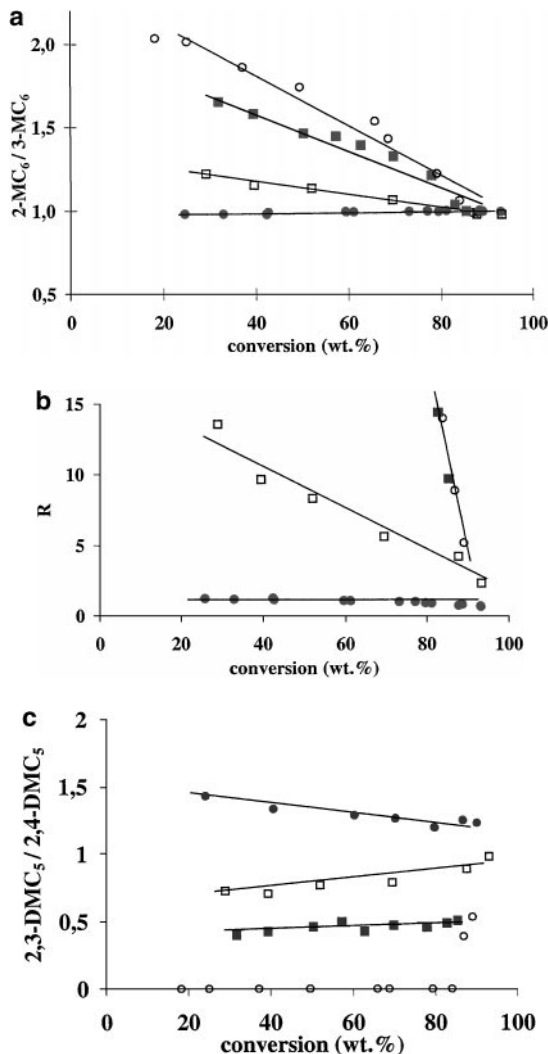 a
2,0
1,5
1,0
0,5
2-MC₆ / 3-MC₆
0 20 40 60 80 100
conversion (wt.%)
b
15
10
5
0
R
0 20 40 60 80 100
conversion (wt.%)
c
2
1,5
1
0,5
0
2,3-DMC₅ / 2,4-DMC₅
0 20 40 60 80 100
conversion (wt.%)